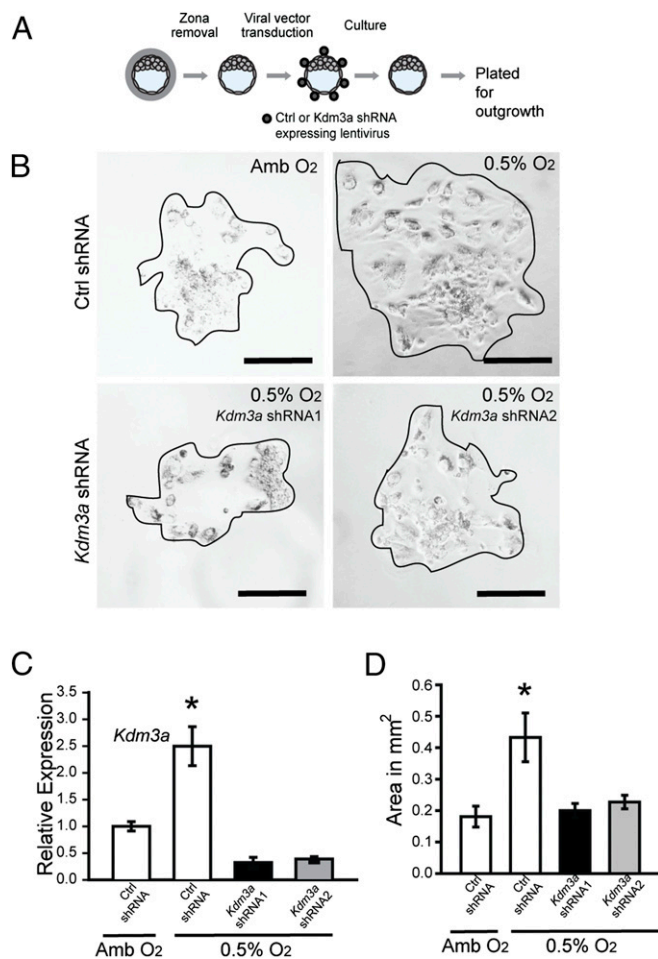 A
Zona
removal
Viral vector
transduction
Culture
Plated
for
outgrowth
Ctrl or Kdm3a shRNA
expressing lentivirus
B
Amb O2
0.5% O2
Ctrl shRNA
0.5% O2
Kdm3a shRNA1
0.5% O2
Kdm3a shRNA2
Kdm3a shRNA
C
Relative Expression
3.5
3.0
2.5
2.0
1.5
1.0
0.5
0.0
Kdm3a
*
Ctrl
shRNA
Ctrl
shRNA
Kdm3a
shRNA1
Kdm3a
shRNA2
Amb O2
0.5% O2
D
Area in mm2
0.6
0.5
0.4
0.3
0.2
0.1
0
*
Ctrl
shRNA
Ctrl
shRNA
Kdm3a
shRNA1
Kdm3a
shRNA2
Amb O2
0.5% O2